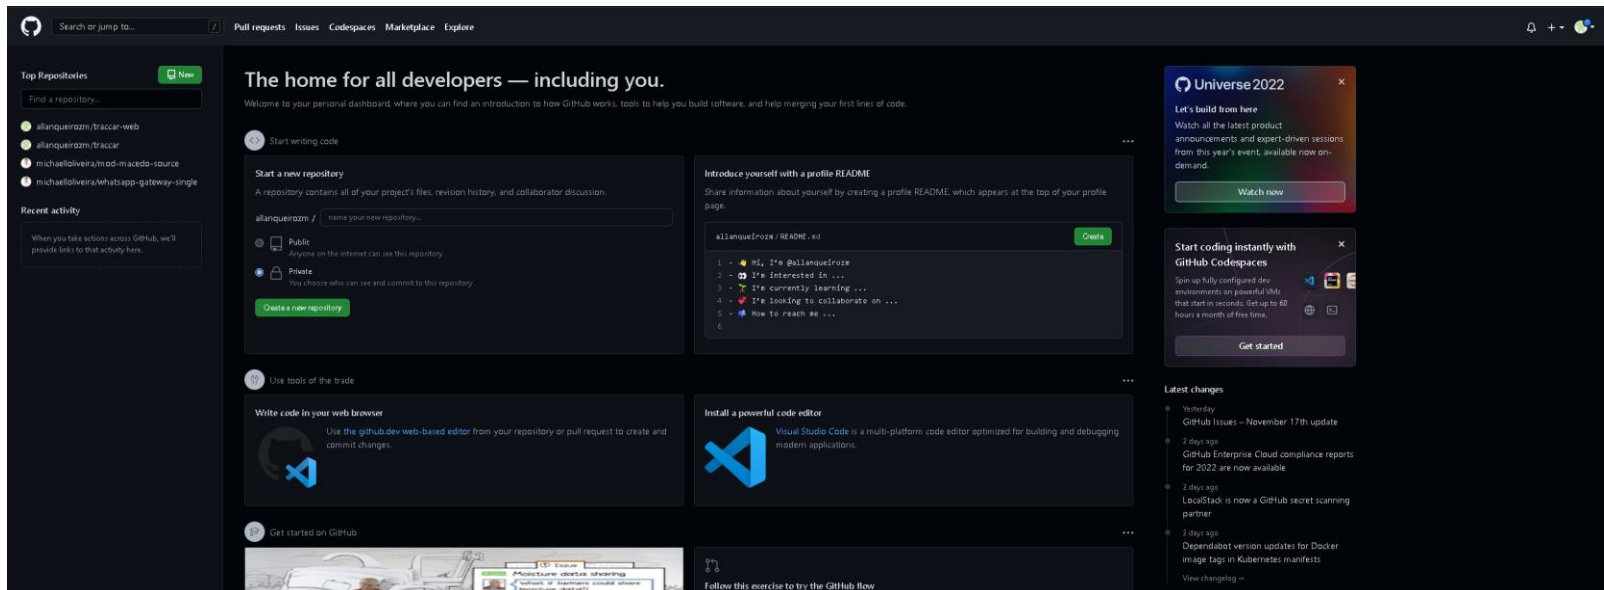 Search or jump to...
/
Pull requests Issues Codespaces Marketplace Explore
Top Repositories
New
Find a repository...
allanqueirozm/traccar-web
allanqueirozm/traccar
michaelloliveira/mod-macedo-source
michaelloliveira/whatsapp-gateway-single
Recent activity
When you take actions across GitHub, we'll
provide links to that activity here.
The home for all developers — including you.
Welcome to your personal dashboard, where you can find an introduction to how GitHub works, tools to help you build software, and help merging your first lines of code.
Start writing code
Start a new repository
A repository contains all of your project's files, revision history, and collaborator discussion.
allanqueirozm / name your new repository...
Public
Anyone on the internet can see this repository
Private
You choose who can see and commit to this repository
Create a new repository
Introduce yourself with a profile README
Share information about yourself by creating a profile README, which appears at the top of your profile
page.
allanqueirozm / README.md
Create
1 - 👋 Hi, I'm @allanqueirozm
2 - 👀 I'm interested in ...
3 - 🌱 I'm currently learning ...
4 - 💞️ I'm looking to collaborate on ...
5 - 📫 How to reach me ...
6
Use tools of the trade
Write code in your web browser
Use the github.dev web-based editor from your repository or pull request to create and
commit changes.
Install a powerful code editor
Visual Studio Code is a multi-platform code editor optimized for building and debugging
modern applications.
Get started on GitHub
Issue
Moisture data sharing
What if farmers could share
moisture data?
Follow this exercise to try the GitHub flow
Universe 2022
Let's build from here
Watch all the latest product
announcements and expert-driven sessions
from this year's event, available now on-
demand.
Watch now
Start coding instantly with
GitHub Codespaces
Spin up fully configured dev
environments on powerful VMs
that start in seconds. Get up to 60
hours a month of free time.
Get started
Latest changes
Yesterday
GitHub Issues – November 17th update
2 days ago
GitHub Enterprise Cloud compliance reports
for 2022 are now available
2 days ago
LocalStack is now a GitHub secret scanning
partner
2 days ago
Dependabot version updates for Docker
image tags in Kubernetes manifests
View changelog →